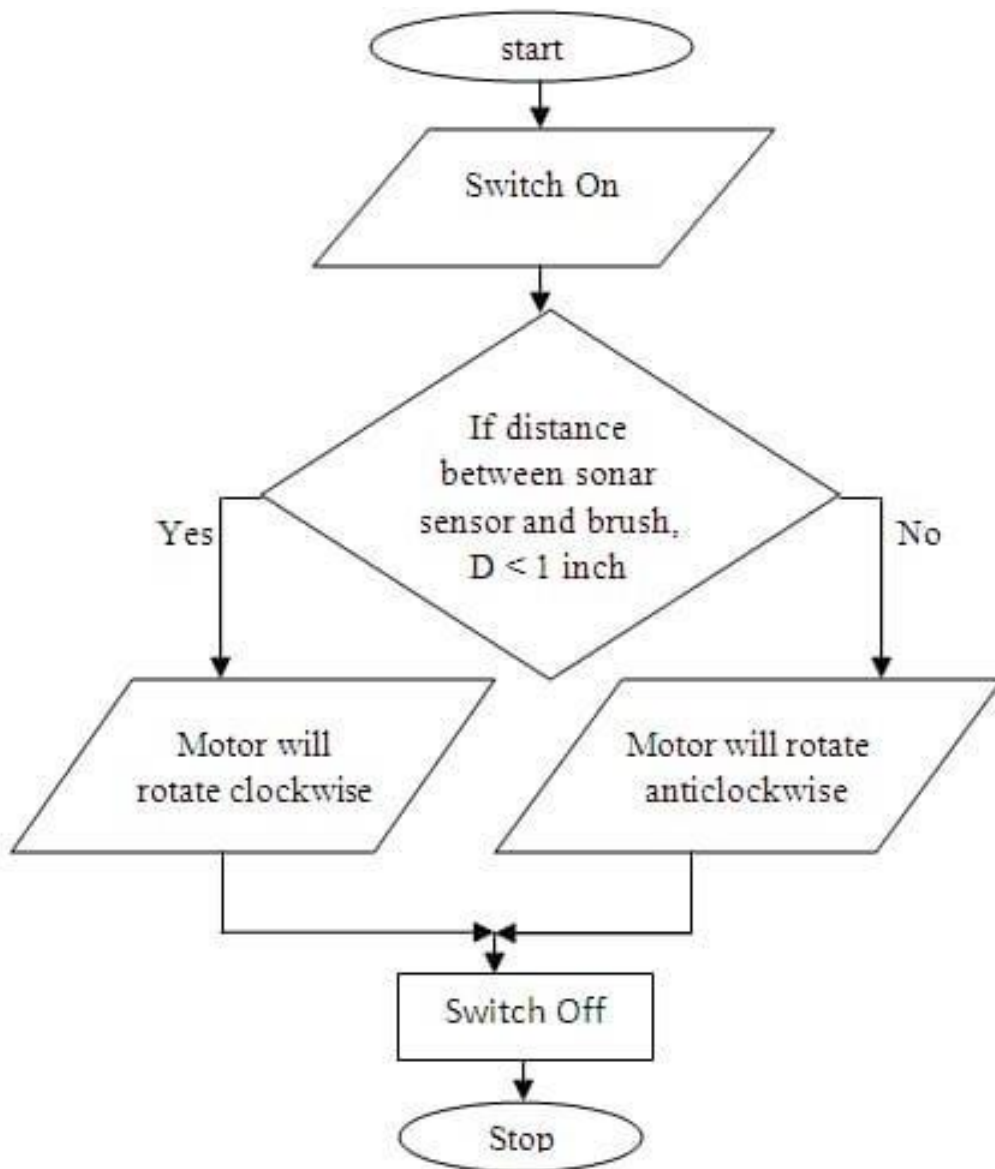 start
Switch On
If distance
between sonar
sensor and brush,
D < 1 inch
Yes
No
Motor will
rotate clockwise
Motor will rotate
anticlockwise
Switch Off
Stop